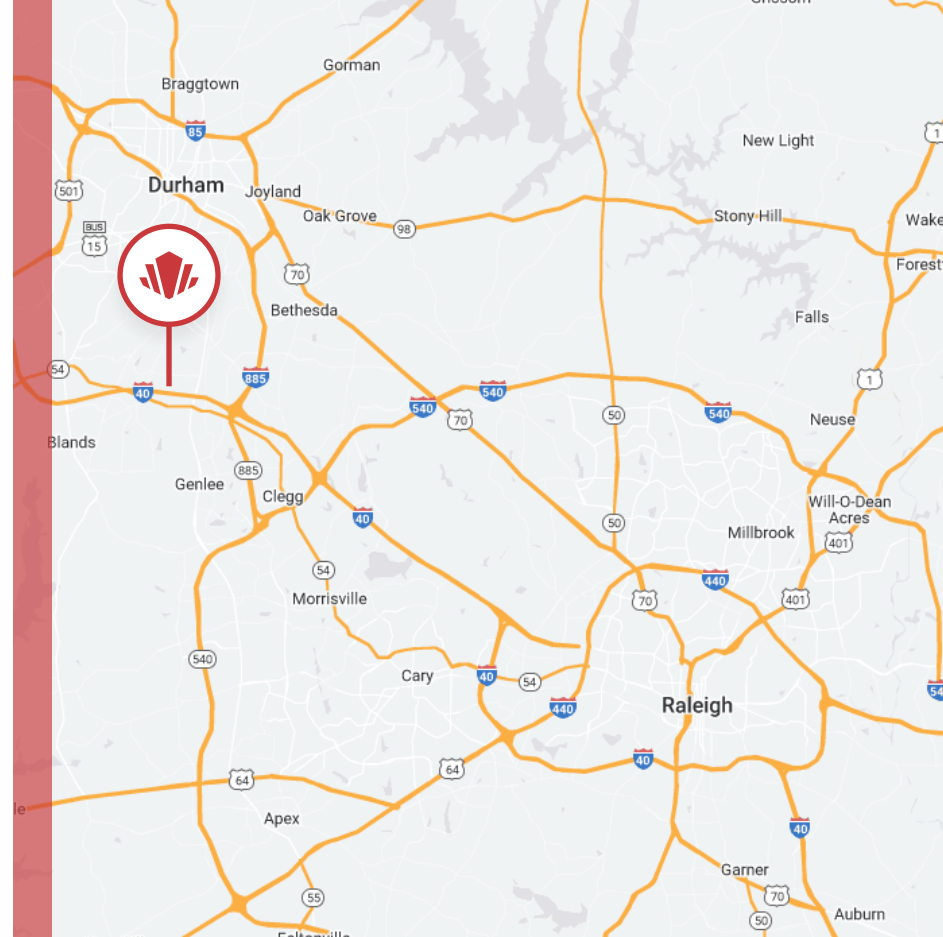 Gorman
Braggtown
85
New Light
1
Durham
Joyland
501
Oak Grove
98
Stony Hill
Wake
BUS
15
Forest
70
Bethesda
Falls
54
40
885
540
540
540
1
50
70
Neuse
Blands
885
Genlee
Clegg
Will-O-Dean
Acres
40
50
Millbrook
401
54
440
70
401
Morrisville
540
Cary
40
54
440
Raleigh
54
40
64
64
le
Apex
40
Garner
55
70
50
Auburn